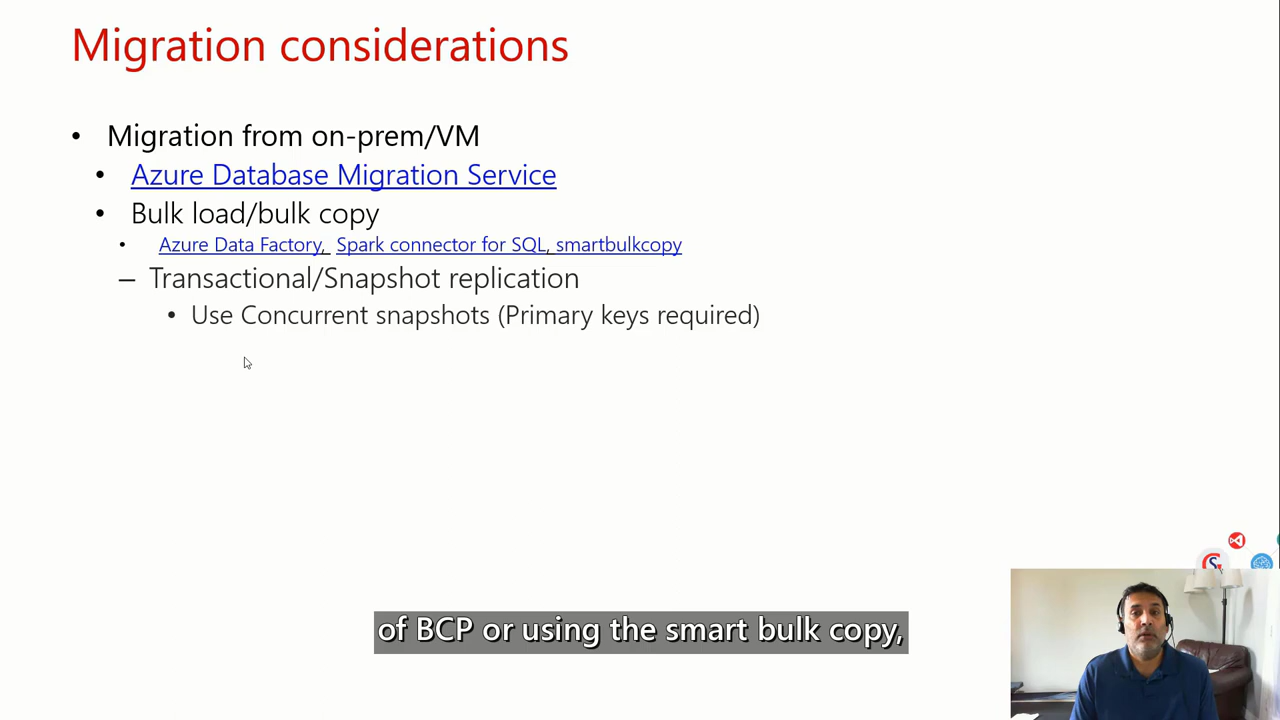 Migration considerations
• Migration from on-prem/VM
• Azure Database Migration Service
• Bulk load/bulk copy
• Azure Data Factory, Spark connector for SQL, smartbulkcopy
– Transactional/Snapshot replication
• Use Concurrent snapshots (Primary keys required)
of BCP or using the smart bulk copy,